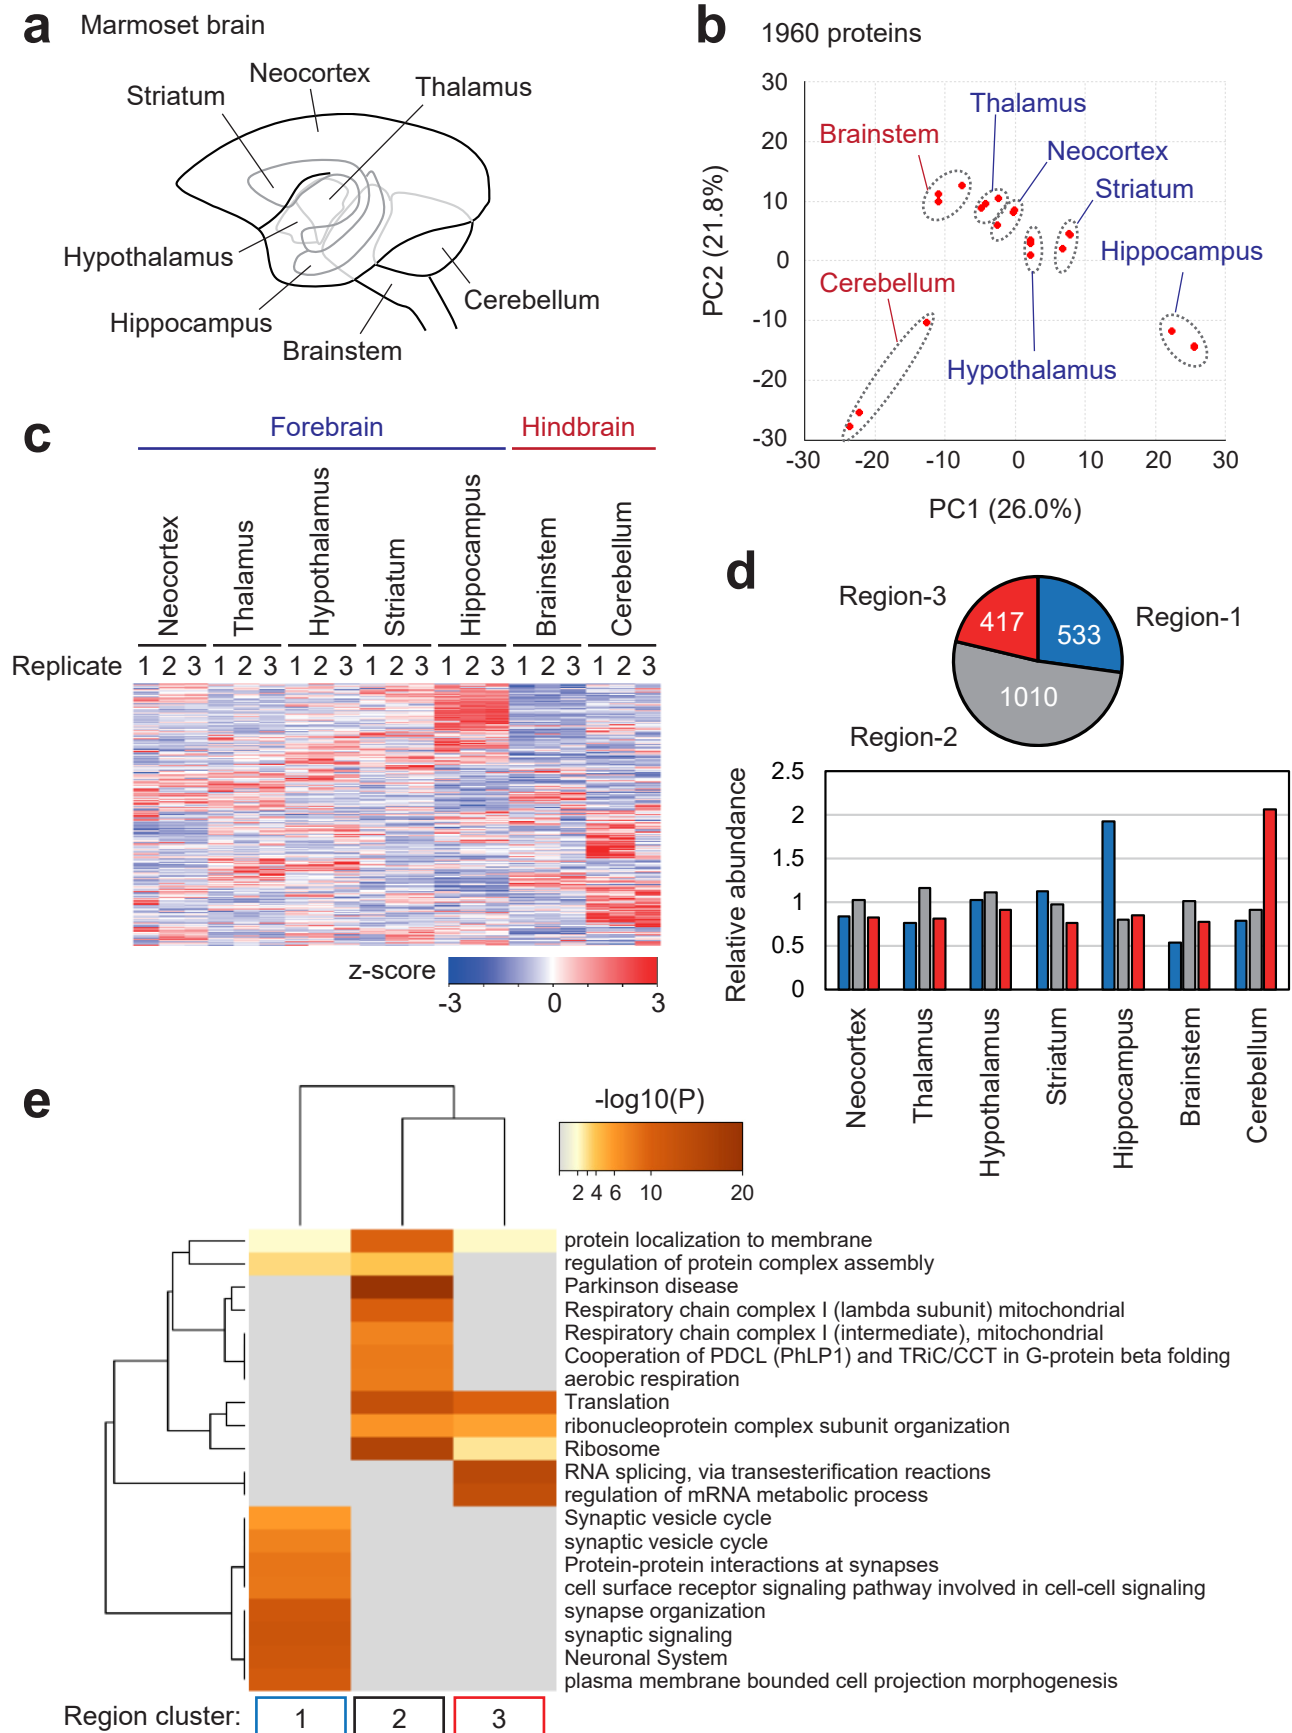 a Marmoset brain
Neocortex
Thalamus
Striatum
Hypothalamus
Hippocampus
Brainstem
Cerebellum
b 1960 proteins
PC2 (21.8%)
30
20
10
0
-10
-20
-30
Thalamus
Brainstem
Neocortex
Striatum
Hippocampus
Cerebellum
Hypothalamus
-30 -20 -10 0 10 20 30
PC1 (26.0%)
c
Forebrain Hindbrain
Neocortex
Thalamus
Hypothalamus
Striatum
Hippocampus
Brainstem
Cerebellum
Replicate 1 2 3 1 2 3 1 2 3 1 2 3 1 2 3 1 2 3 1 2 3
z-score
-3 0 3
d
Region-3
417
533
Region-1
1010
Region-2
Relative abundance
2.5
2
1.5
1
0.5
0
Neocortex
Thalamus
Hypothalamus
Striatum
Hippocampus
Brainstem
Cerebellum
e
-log10(P)
2 4 6 10 20
protein localization to membrane
regulation of protein complex assembly
Parkinson disease
Respiratory chain complex I (lambda subunit) mitochondrial
Respiratory chain complex I (intermediate), mitochondrial
Cooperation of PDCL (PhLP1) and TRiC/CCT in G-protein beta folding
aerobic respiration
Translation
ribonucleoprotein complex subunit organization
Ribosome
RNA splicing, via transesterification reactions
regulation of mRNA metabolic process
Synaptic vesicle cycle
synaptic vesicle cycle
Protein-protein interactions at synapses
cell surface receptor signaling pathway involved in cell-cell signaling
synapse organization
synaptic signaling
Neuronal System
plasma membrane bounded cell projection morphogenesis
Region cluster: 1 2 3